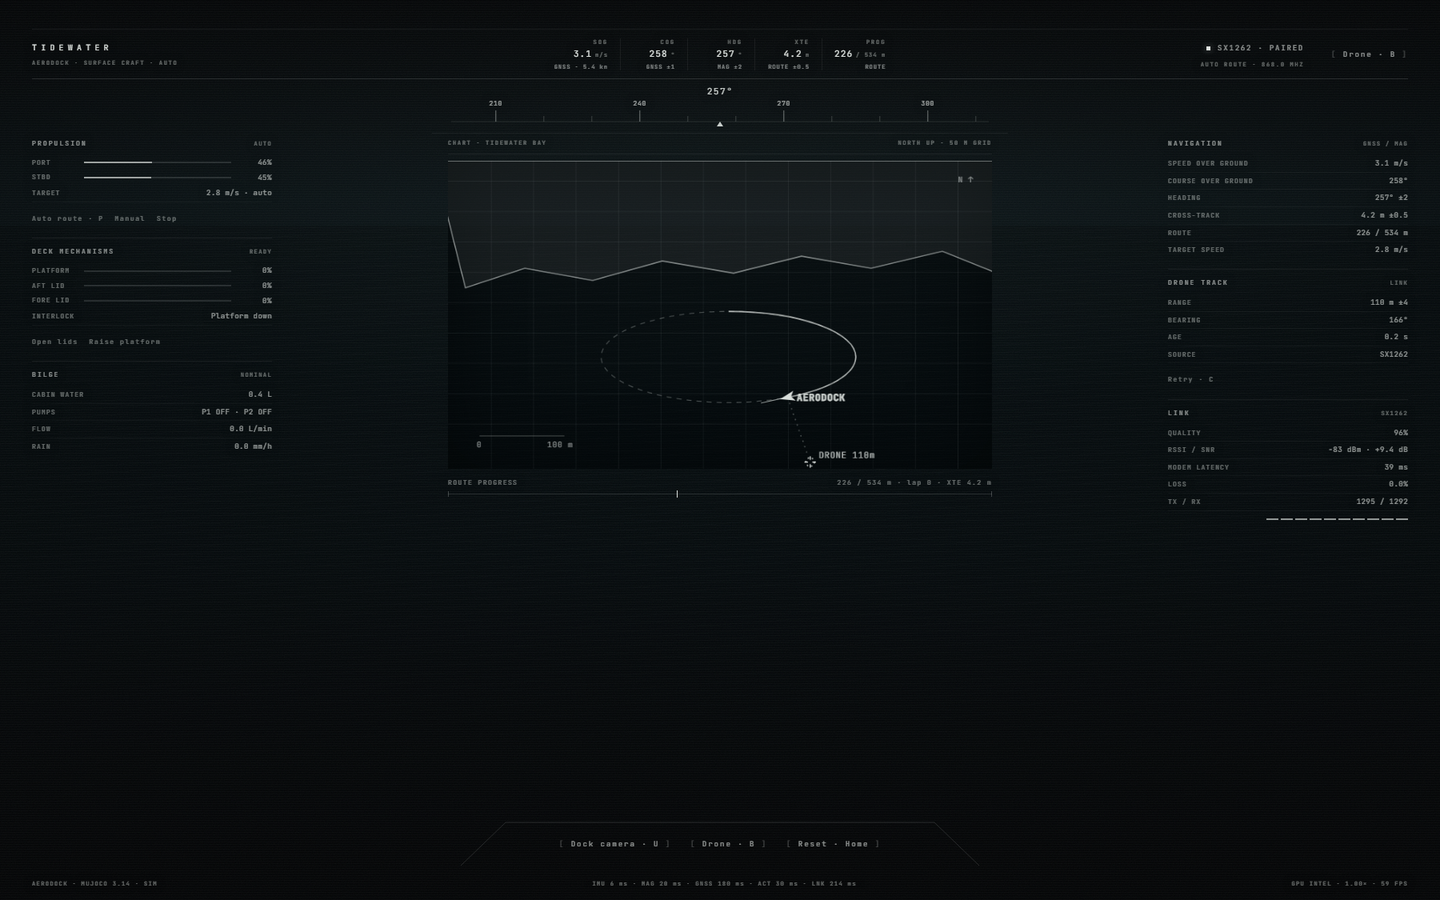 TIDEWATER
AERODOCK · SURFACE CRAFT · AUTO
SOG COG HDG XTE PROG
3.1 m/s 258 ° 257 ° 4.2 m 226 / 534 m
GNSS · 5.4 kn GNSS ±1 MAG ±2 ROUTE ±0.5 ROUTE
SX1262 · PAIRED
AUTO ROUTE · 868.0 MHZ
[ Drone · B ]
257°
210 240 270 300
PROPULSION AUTO
PORT 46%
STBD 45%
TARGET 2.8 m/s · auto
Auto route · P Manual Stop
DECK MECHANISMS READY
PLATFORM 0%
AFT LID 0%
FORE LID 0%
INTERLOCK Platform down
Open lids Raise platform
BILGE NOMINAL
CABIN WATER 0.4 L
PUMPS P1 OFF · P2 OFF
FLOW 0.0 L/min
RAIN 0.0 mm/h
CHART · TIDEWATER BAY NORTH UP · 50 M GRID
N ↑
AERODOCK
DRONE 110m
0 100 m
ROUTE PROGRESS 226 / 534 m · lap 0 · XTE 4.2 m
NAVIGATION GNSS / MAG
SPEED OVER GROUND 3.1 m/s
COURSE OVER GROUND 258°
HEADING 257° ±2
CROSS-TRACK 4.2 m ±0.5
ROUTE 226 / 534 m
TARGET SPEED 2.8 m/s
DRONE TRACK LINK
RANGE 110 m ±4
BEARING 166°
AGE 0.2 s
SOURCE SX1262
Retry · C
LINK SX1262
QUALITY 96%
RSSI / SNR -83 dBm · +9.4 dB
MODEM LATENCY 39 ms
LOSS 0.0%
TX / RX 1295 / 1292
[ Dock camera · U ] [ Drone · B ] [ Reset · Home ]
AERODOCK · MUJOCO 3.14 · SIM
IMU 6 ms · MAG 20 ms · GNSS 100 ms · ACT 30 ms · LNK 214 ms
GPU INTEL · 1.00× · 59 FPS